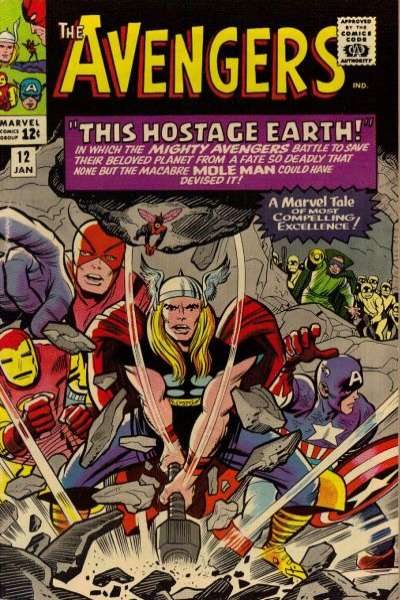 THE
AVENGERS
IND.
APPROVED
BY THE
COMICS
CODE
AUTHORITY
MARVEL
COMICS
GROUP 12¢
12
JAN
"THIS HOSTAGE EARTH!"
IN WHICH THE MIGHTY AVENGERS BATTLE TO SAVE
THEIR BELOVED PLANET FROM A FATE SO DEADLY THAT
NONE BUT THE MACABRE MOLE MAN COULD HAVE
DEVISED IT!
A MARVEL TALE
OF MOST
COMPELLING
EXCELLENCE!
A